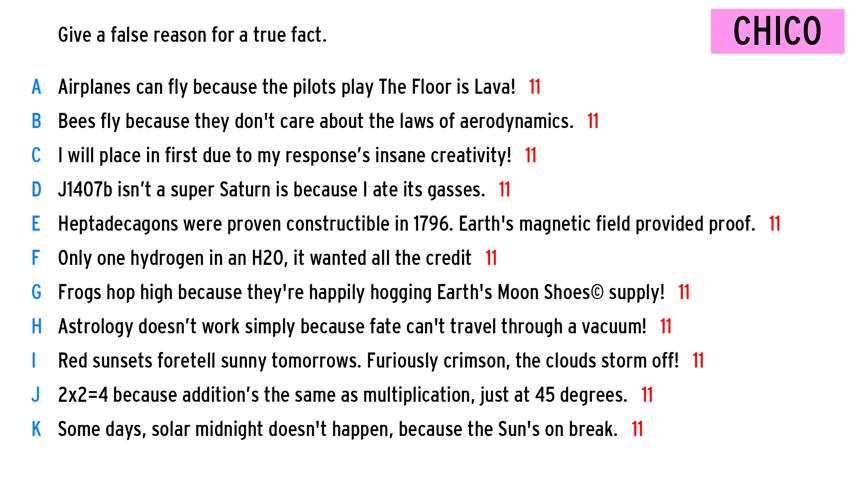 Give a false reason for a true fact.
CHICO
A Airplanes can fly because the pilots play The Floor is Lava! 11
B Bees fly because they don't care about the laws of aerodynamics. 11
C I will place in first due to my response’s insane creativity! 11
D J1407b isn’t a super Saturn is because I ate its gasses. 11
E Heptadecagons were proven constructible in 1796. Earth's magnetic field provided proof. 11
F Only one hydrogen in an H2O, it wanted all the credit 11
G Frogs hop high because they're happily hogging Earth's Moon Shoes© supply! 11
H Astrology doesn’t work simply because fate can't travel through a vacuum! 11
I Red sunsets foretell sunny tomorrows. Furiously crimson, the clouds storm off! 11
J 2x2=4 because addition’s the same as multiplication, just at 45 degrees. 11
K Some days, solar midnight doesn't happen, because the Sun's on break. 11